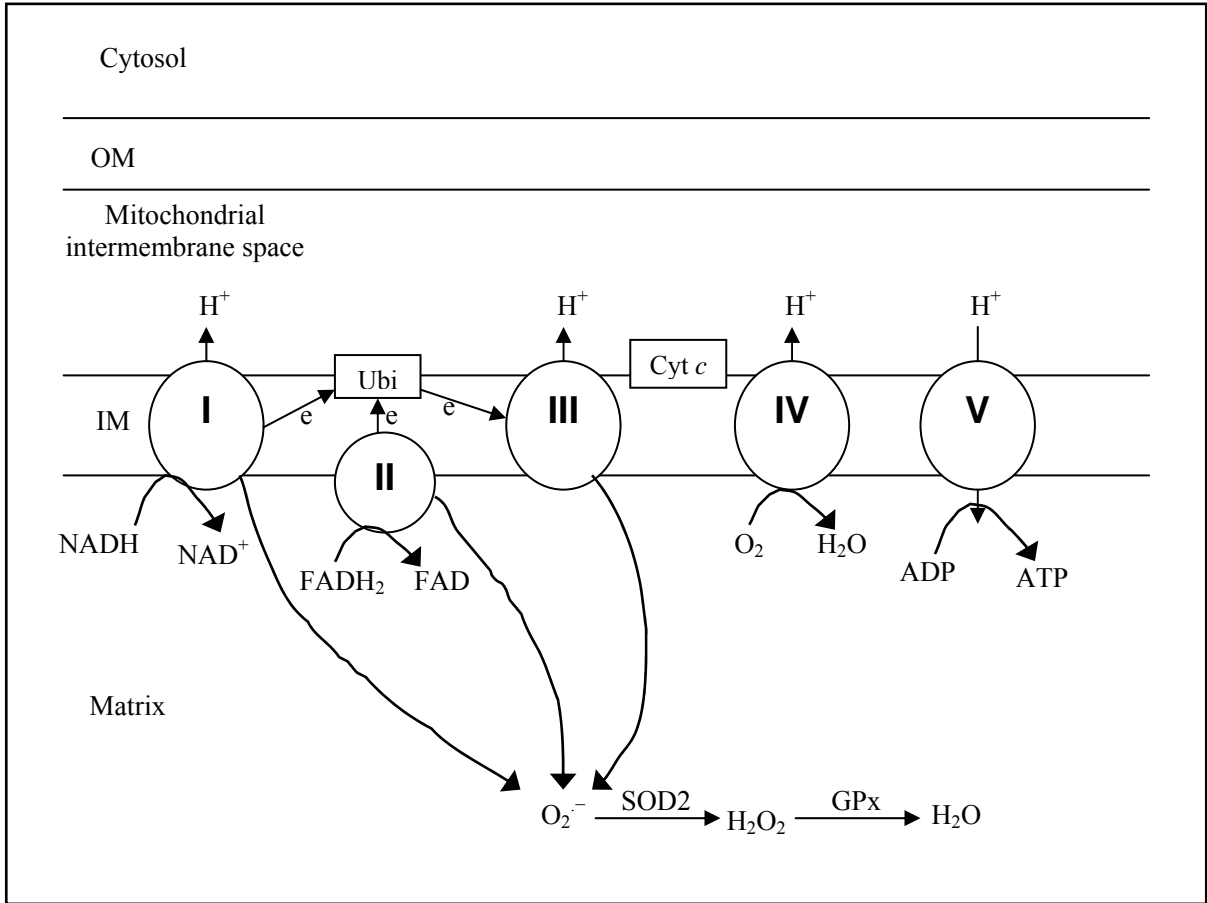 Cytosol
OM
Mitochondrial
intermembrane space
H⁺
H⁺
H⁺
H⁺
Ubi
Cyt c
IM
I
e
e
e
III
IV
V
II
NADH
NAD⁺
FADH₂
FAD
O₂
H₂O
ADP
ATP
Matrix
O₂·⁻
SOD2
H₂O₂
GPx
H₂O